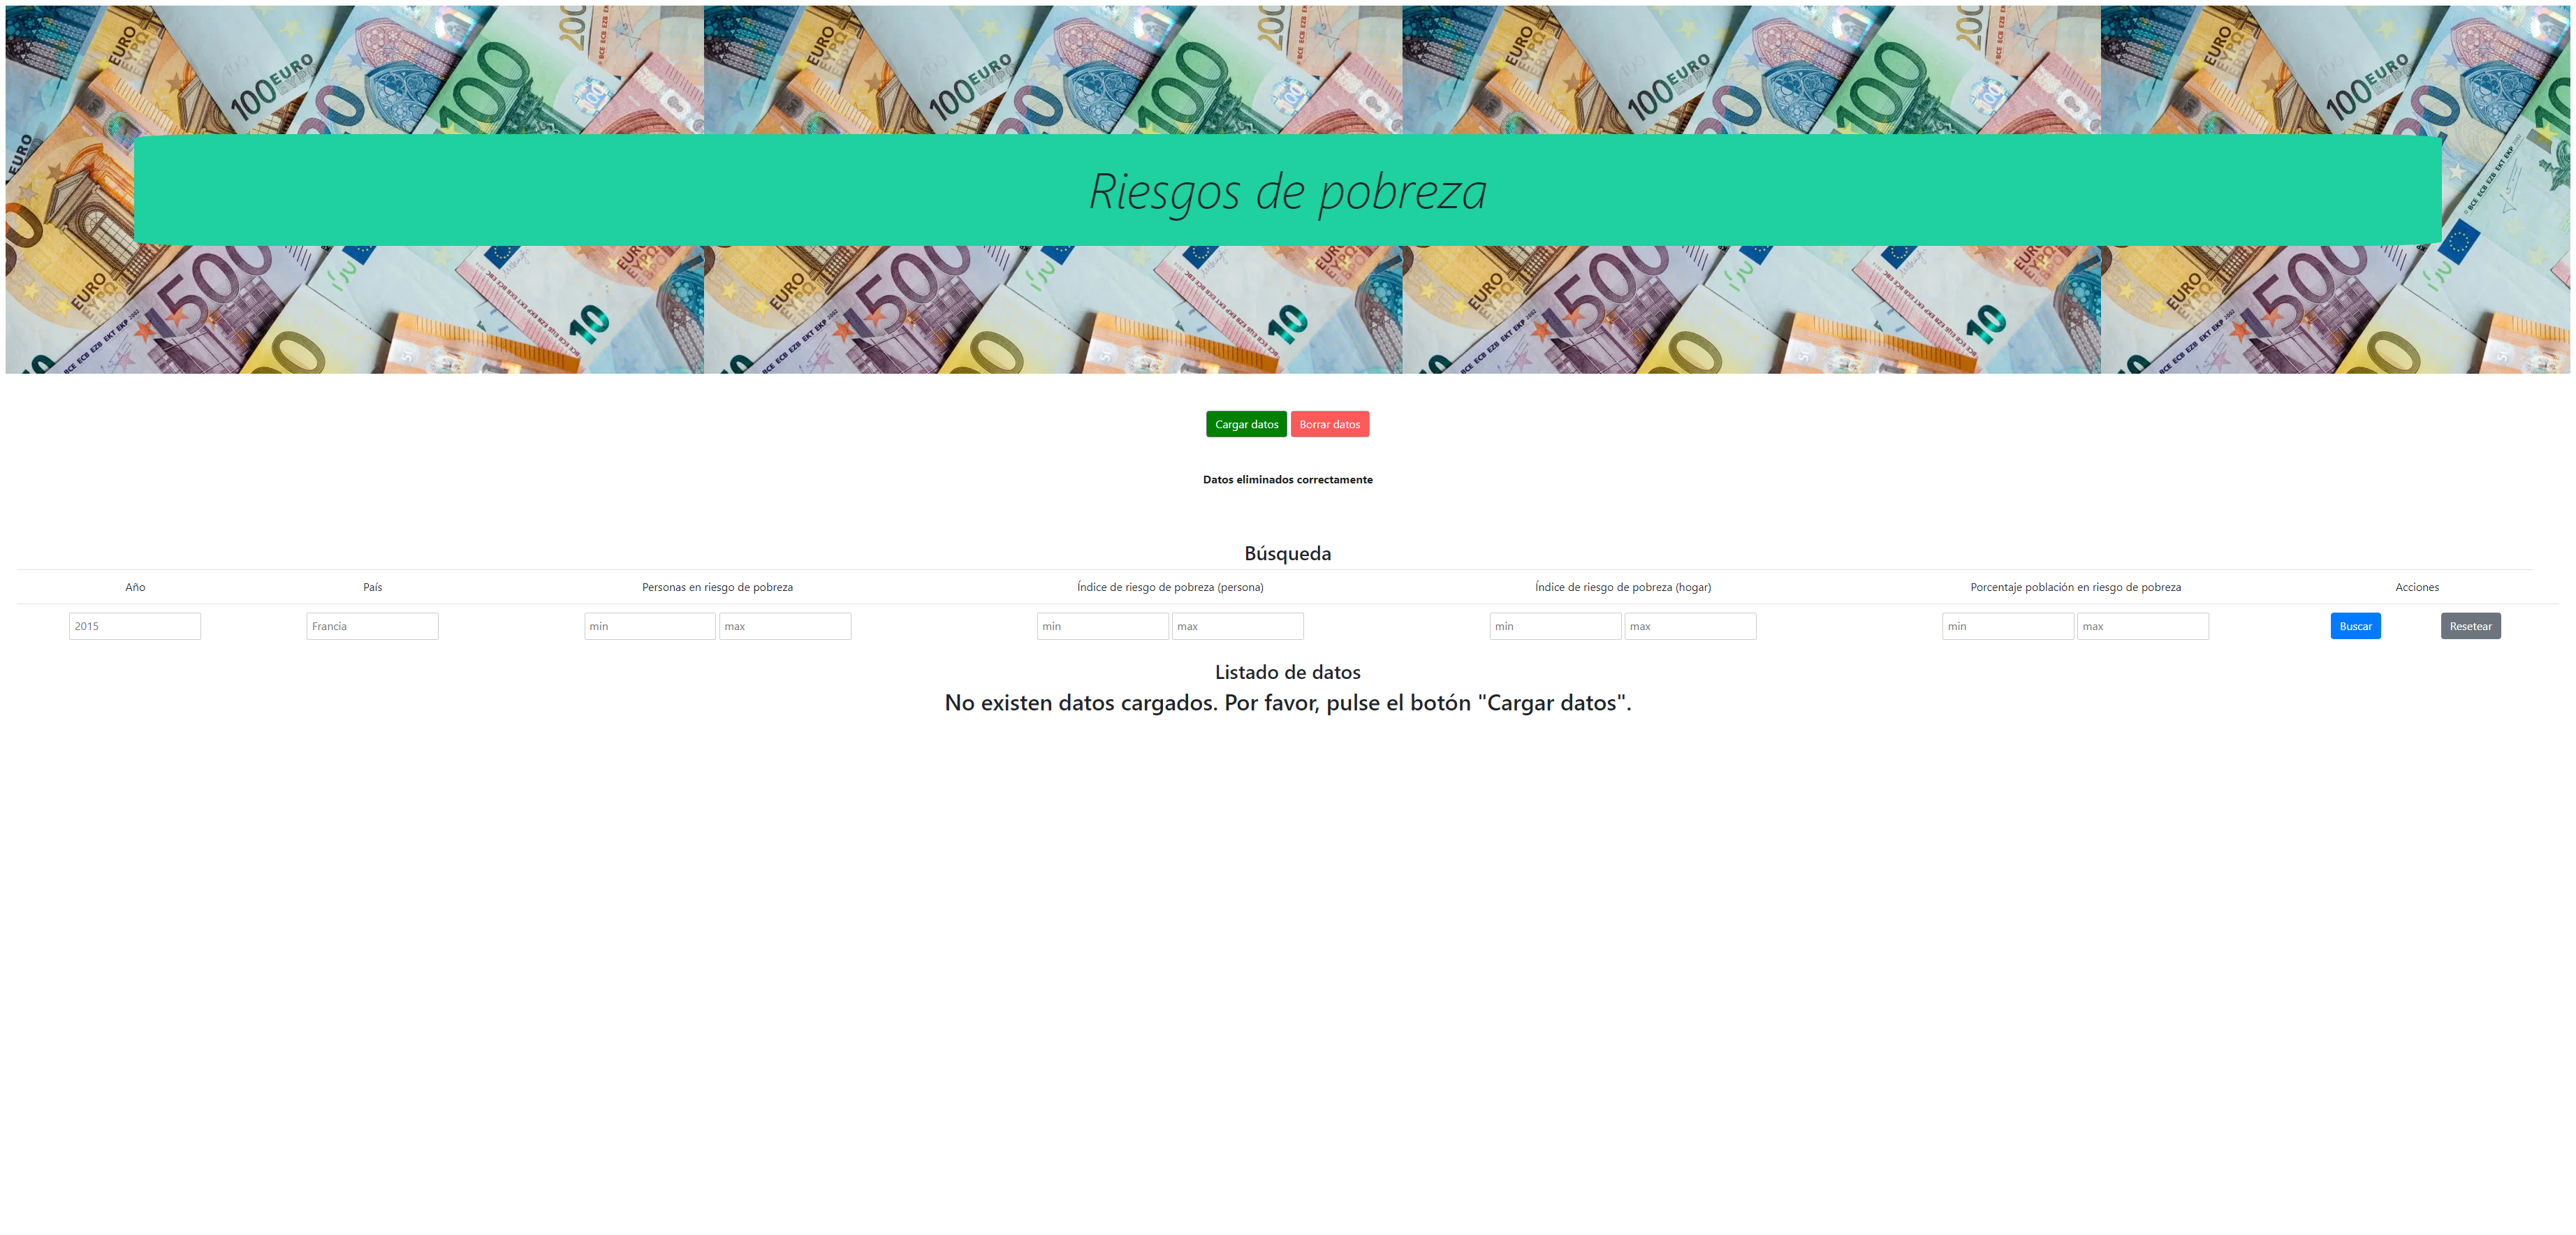 Riesgos de pobreza
Cargar datos Borrar datos
Datos eliminados correctamente
Búsqueda
Año País Personas en riesgo de pobreza Índice de riesgo de pobreza (persona) Índice de riesgo de pobreza (hogar) Porcentaje población en riesgo de pobreza Acciones
2015 Francia min max min max min max min max Buscar Resetear
Listado de datos
No existen datos cargados. Por favor, pulse el botón "Cargar datos".